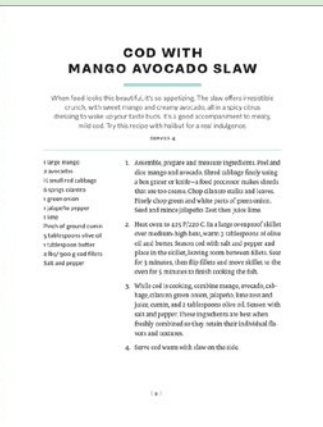 COD WITH
MANGO AVOCADO SLAW
When food looks this beautiful, it's so appetizing. The slaw offers irresistible
crunch, with sweet mango and creamy avocado, all in a spicy citrus
dressing to wake up your taste buds. It's a good accompaniment to meaty,
mild cod. Try this recipe with halibut for a real indulgence.
SERVES 4
1 large mango
2 avocados
½ small red cabbage
6 sprigs cilantro
1 green onion
1 jalapeño pepper
1 lime
Pinch of ground cumin
5 tablespoons olive oil
1 tablespoon butter
2 lbs/900 g cod fillets
Salt and pepper
1. Assemble, prepare and measure ingredients. Peel and
dice mango and avocado. Shred cabbage finely using
a box grater or knife—a food processor makes shreds
that are too coarse. Chop cilantro stalks and leaves.
Finely chop green and white parts of green onion.
Seed and mince jalapeño. Zest then juice lime.
2. Heat oven to 425 F/220 C. In a large ovenproof skillet
over medium-high heat, warm 3 tablespoons of olive
oil and butter. Season cod with salt and pepper and
place in the skillet, leaving room between fillets. Sear
for 3 minutes, then flip fillets and move skillet to the
oven for 5 minutes to finish cooking the fish.
3. While cod is cooking, combine mango, avocado, cab-
bage, cilantro, green onion, jalapeño, lime zest and
juice, cumin, and 2 tablespoons olive oil. Season with
salt and pepper. These ingredients are best when
freshly combined so they retain their individual fla-
vors and textures.
4. Serve cod warm with slaw on the side.